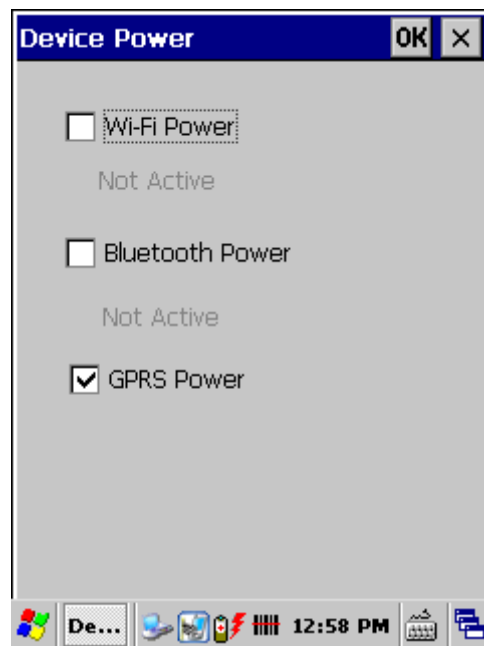 Device Power OK ×
Wi-Fi Power
Not Active
Bluetooth Power
Not Active
GPRS Power
De... 12:58 PM